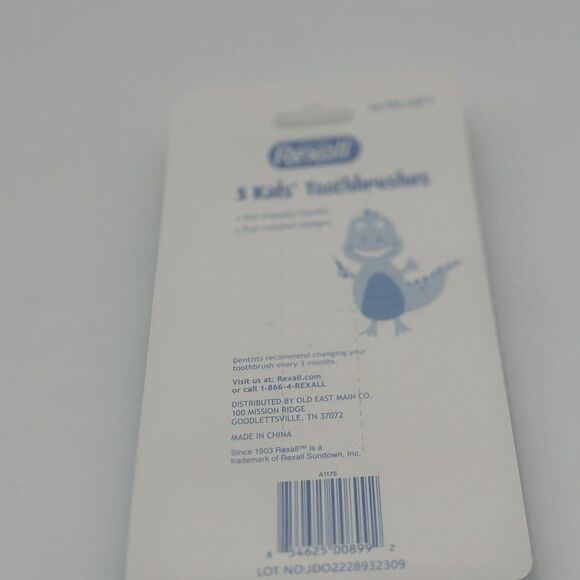 Rexall
5 Kids' Toothbrushes
Dentists recommend changing your
toothbrush every 3 months.
Visit us at: Rexall.com
or call 1-866-4-REXALL
DISTRIBUTED BY OLD EAST MAIN CO.
100 MISSION RIDGE
GOODLETTSVILLE, TN 37072
MADE IN CHINA
Since 1903 Rexall™ is a
trademark of Rexall Sundown, Inc.
A1175
8 54625 00899 2
LOT NO:JDO2228932309